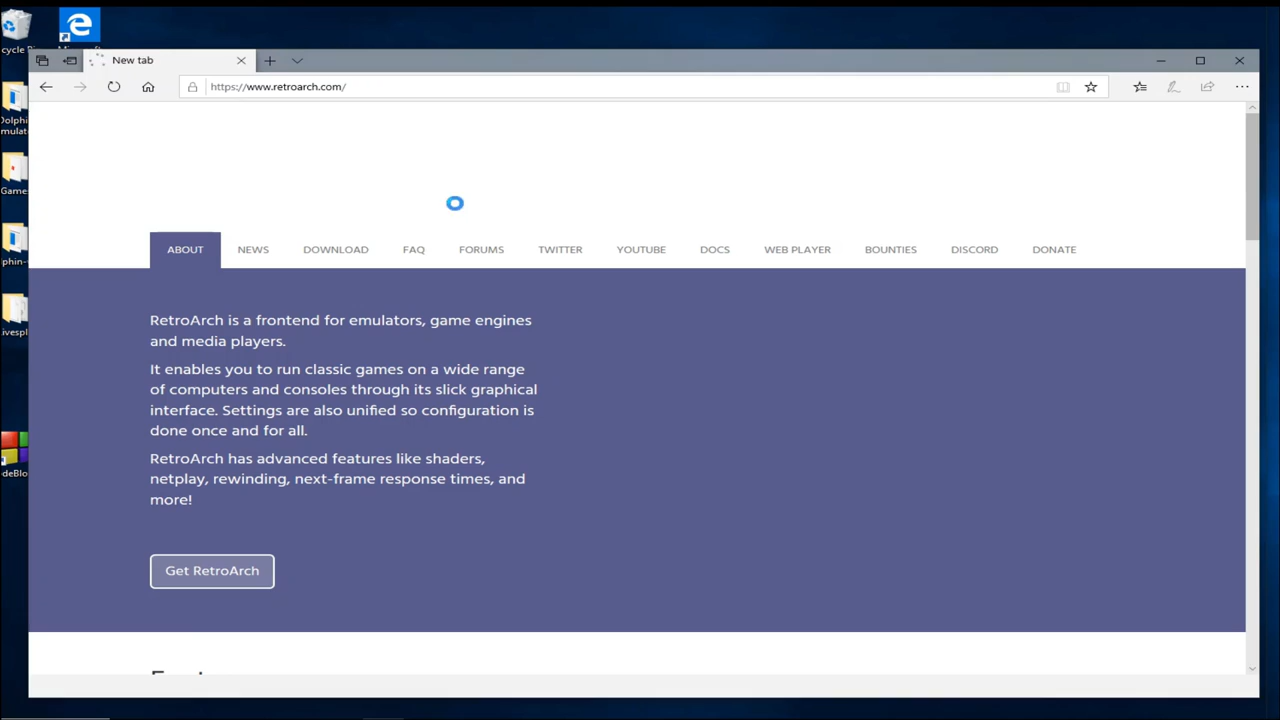 New tab
https://www.retroarch.com/
ABOUT NEWS DOWNLOAD FAQ FORUMS TWITTER YOUTUBE DOCS WEB PLAYER BOUNTIES DISCORD DONATE
RetroArch is a frontend for emulators, game engines
and media players.
It enables you to run classic games on a wide range
of computers and consoles through its slick graphical
interface. Settings are also unified so configuration is
done once and for all.
RetroArch has advanced features like shaders,
netplay, rewinding, next-frame response times, and
more!
Get RetroArch